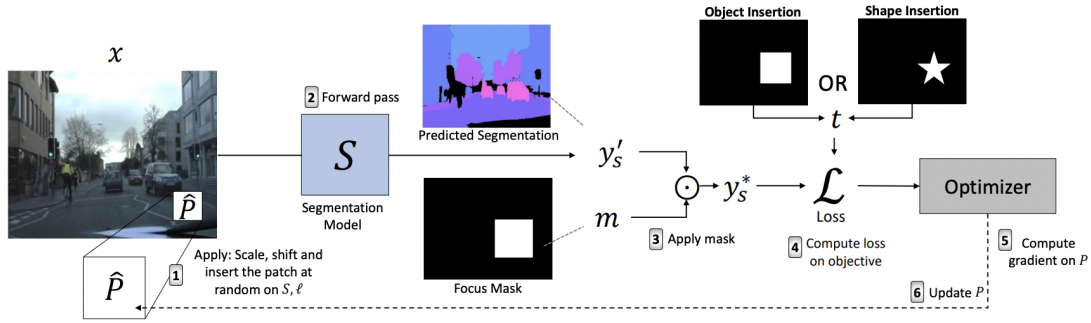 x
P̂
P̂
1
Apply: Scale, shift and
insert the patch at
random on S, ℓ
2 Forward pass
S
Segmentation
Model
Predicted Segmentation
y′ₛ
m
Focus Mask
⊙
3 Apply mask
y*ₛ
Object Insertion
OR
Shape Insertion
t
ℒ
Loss
4 Compute loss
on objective
Optimizer
5 Compute
gradient on P
6 Update P